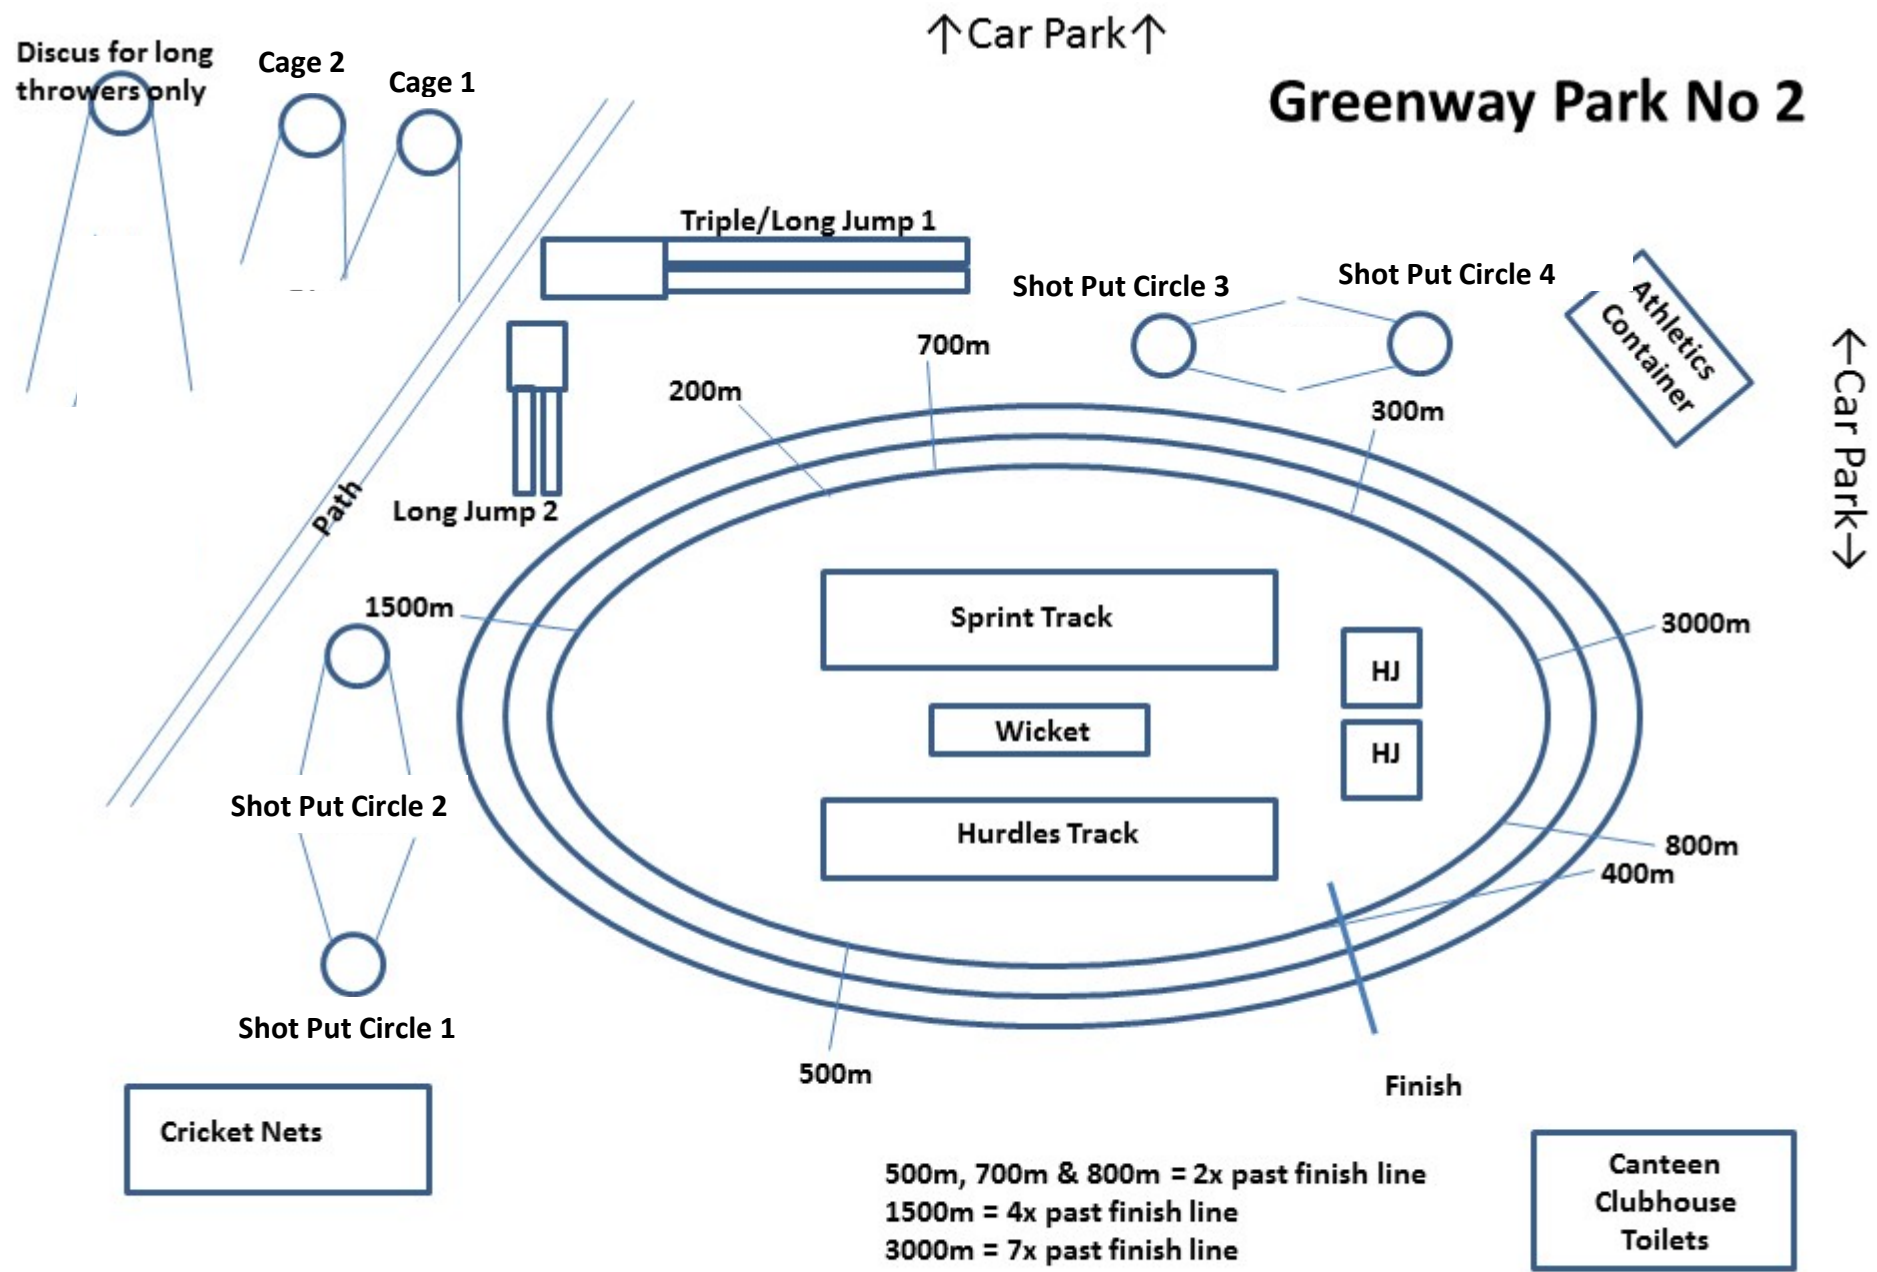 ↑Car Park↑
Greenway Park No 2
Discus for long
throwers only
Cage 2
Cage 1
Triple/Long Jump 1
Shot Put Circle 3
Shot Put Circle 4
Athletics
Container
←Car Park→
700m
200m
300m
Path
Long Jump 2
1500m
Sprint Track
3000m
HJ
Wicket
HJ
Shot Put Circle 2
Hurdles Track
800m
400m
Shot Put Circle 1
500m
Finish
Cricket Nets
500m, 700m & 800m = 2x past finish line
1500m = 4x past finish line
3000m = 7x past finish line
Canteen
Clubhouse
Toilets